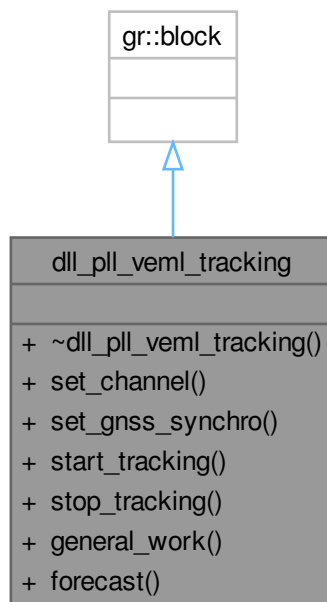 gr::block
dll_pll_veml_tracking
+ ~dll_pll_veml_tracking()
+ set_channel()
+ set_gnss_synchro()
+ start_tracking()
+ stop_tracking()
+ general_work()
+ forecast()